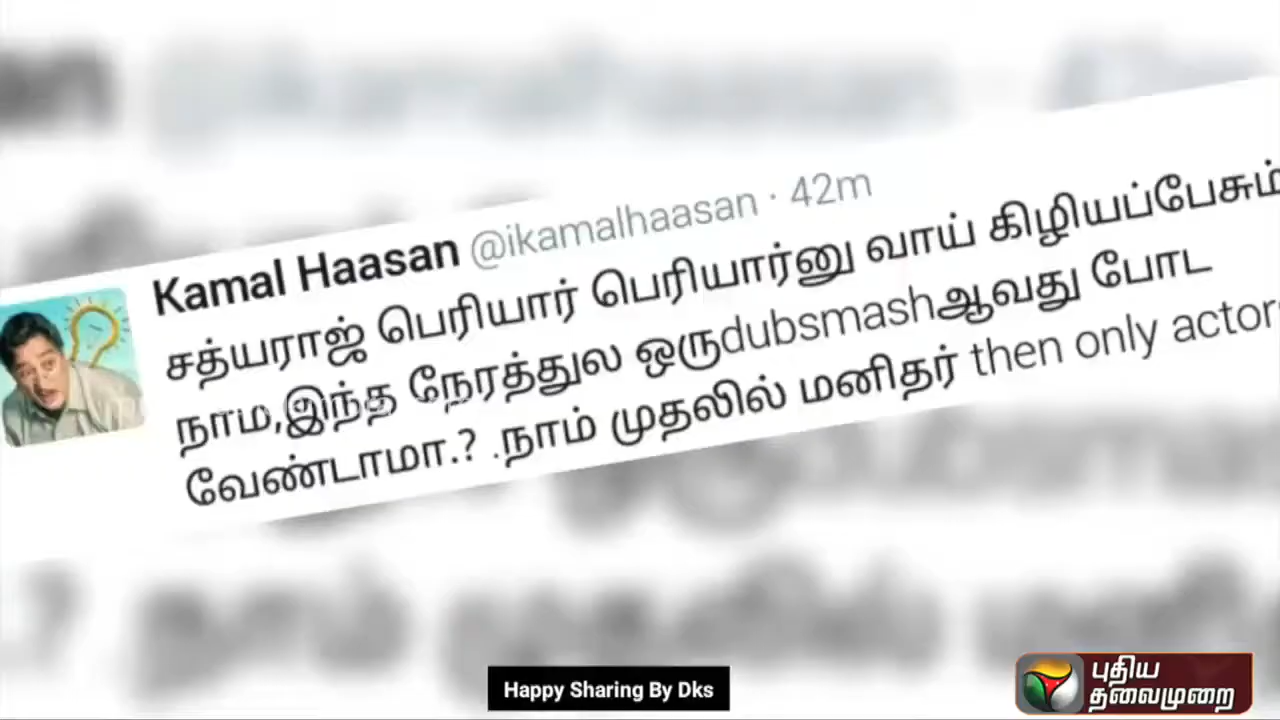 Kamal Haasan @ikamalhaasan · 42m
சத்யராஜ் பெரியார் பெரியார்னு வாய் கிழியப்பேசும்
நாம,இந்த நேரத்துல ஒருdubsmashஆவது போட
வேண்டாமா.? .நாம் முதலில் மனிதர் then only actor
Happy Sharing By Dks
புதிய
தலைமுறை